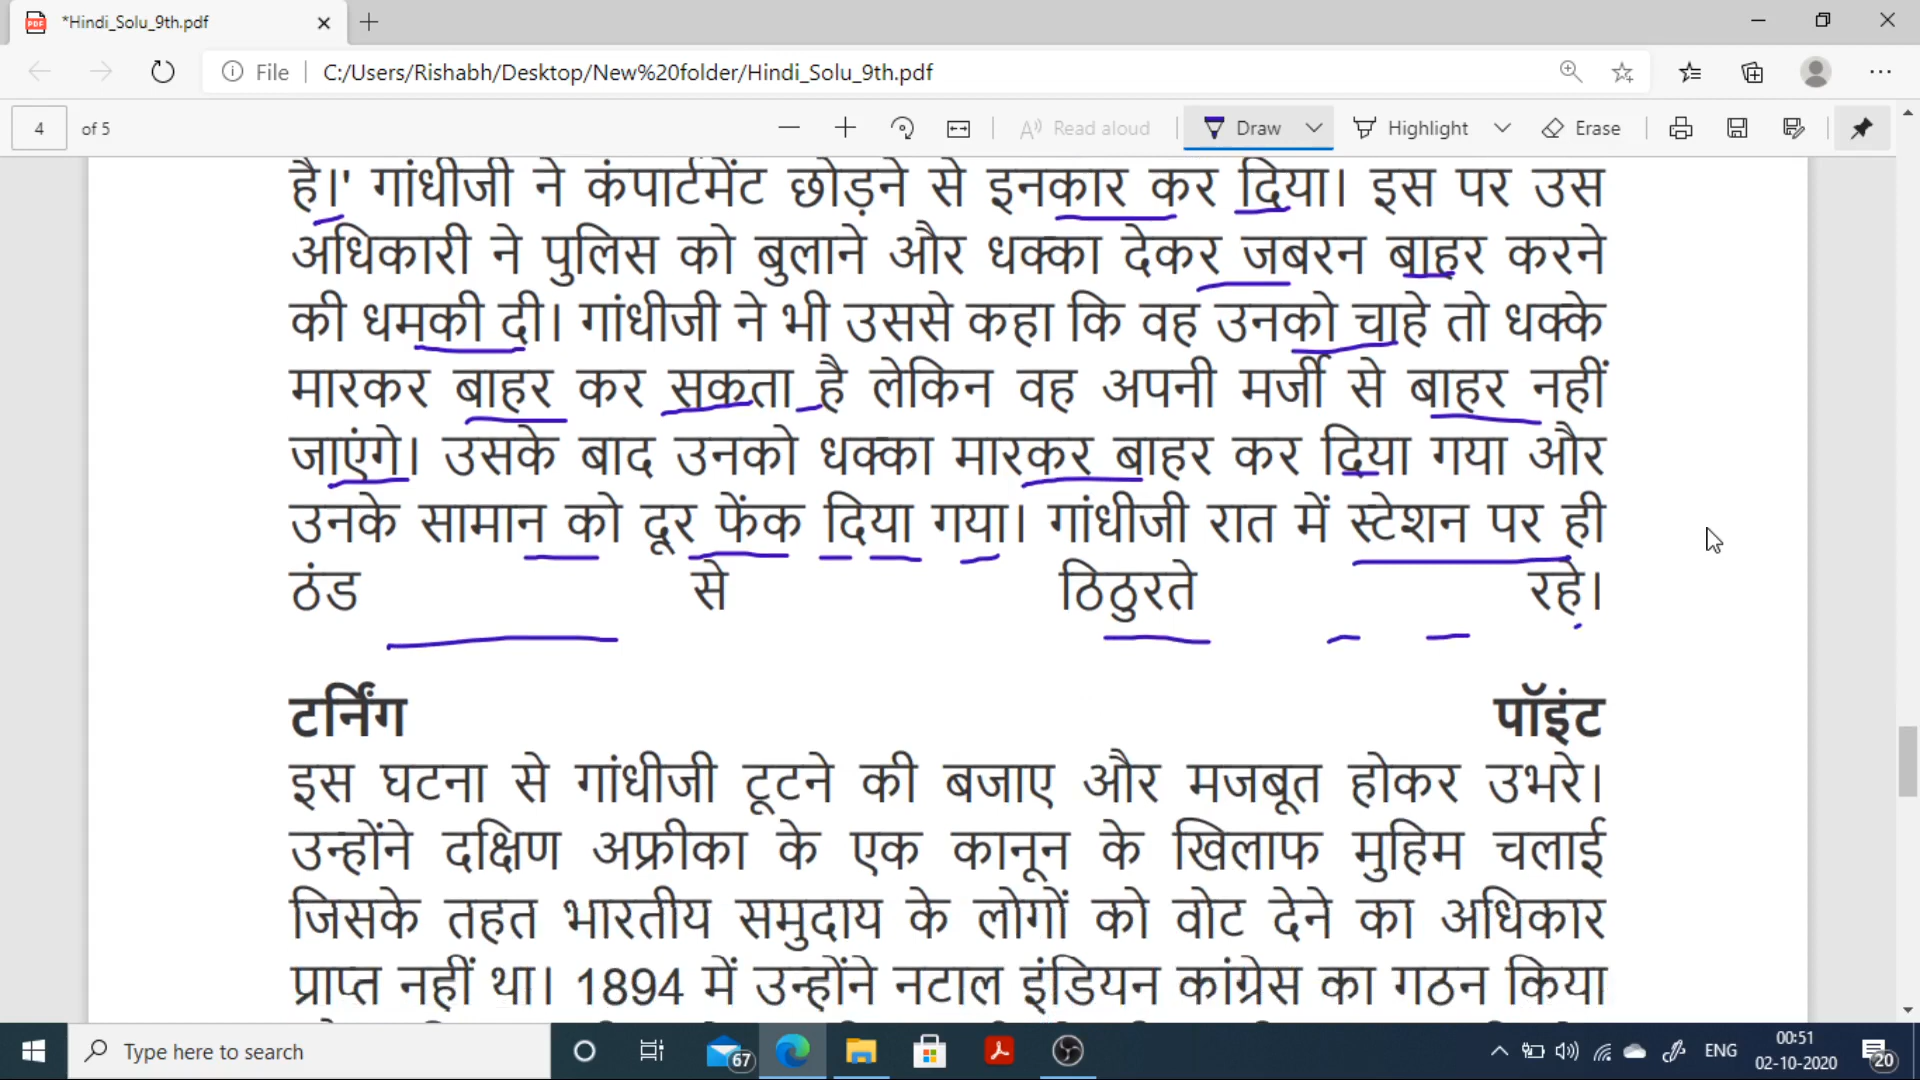 *Hindi_Solu_9th.pdf
File C:/Users/Rishabh/Desktop/New%20folder/Hindi_Solu_9th.pdf
4 of 5 Read aloud Draw Highlight Erase
है।' गांधीजी ने कंपार्टमेंट छोड़ने से इनकार कर दिया। इस पर उस
अधिकारी ने पुलिस को बुलाने और धक्का देकर जबरन बाहर करने
की धमकी दी। गांधीजी ने भी उससे कहा कि वह उनको चाहे तो धक्के
मारकर बाहर कर सकता है लेकिन वह अपनी मर्जी से बाहर नहीं
जाएंगे। उसके बाद उनको धक्का मारकर बाहर कर दिया गया और
उनके सामान को दूर फेंक दिया गया। गांधीजी रात में स्टेशन पर ही
ठंड से ठिठुरते रहे।
टर्निंग पॉइंट
इस घटना से गांधीजी टूटने की बजाए और मजबूत होकर उभरे।
उन्होंने दक्षिण अफ्रीका के एक कानून के खिलाफ मुहिम चलाई
जिसके तहत भारतीय समुदाय के लोगों को वोट देने का अधिकार
प्राप्त नहीं था। 1894 में उन्होंने नटाल इंडियन कांग्रेस का गठन किया
Type here to search 67 ENG 00:51
02-10-2020 20